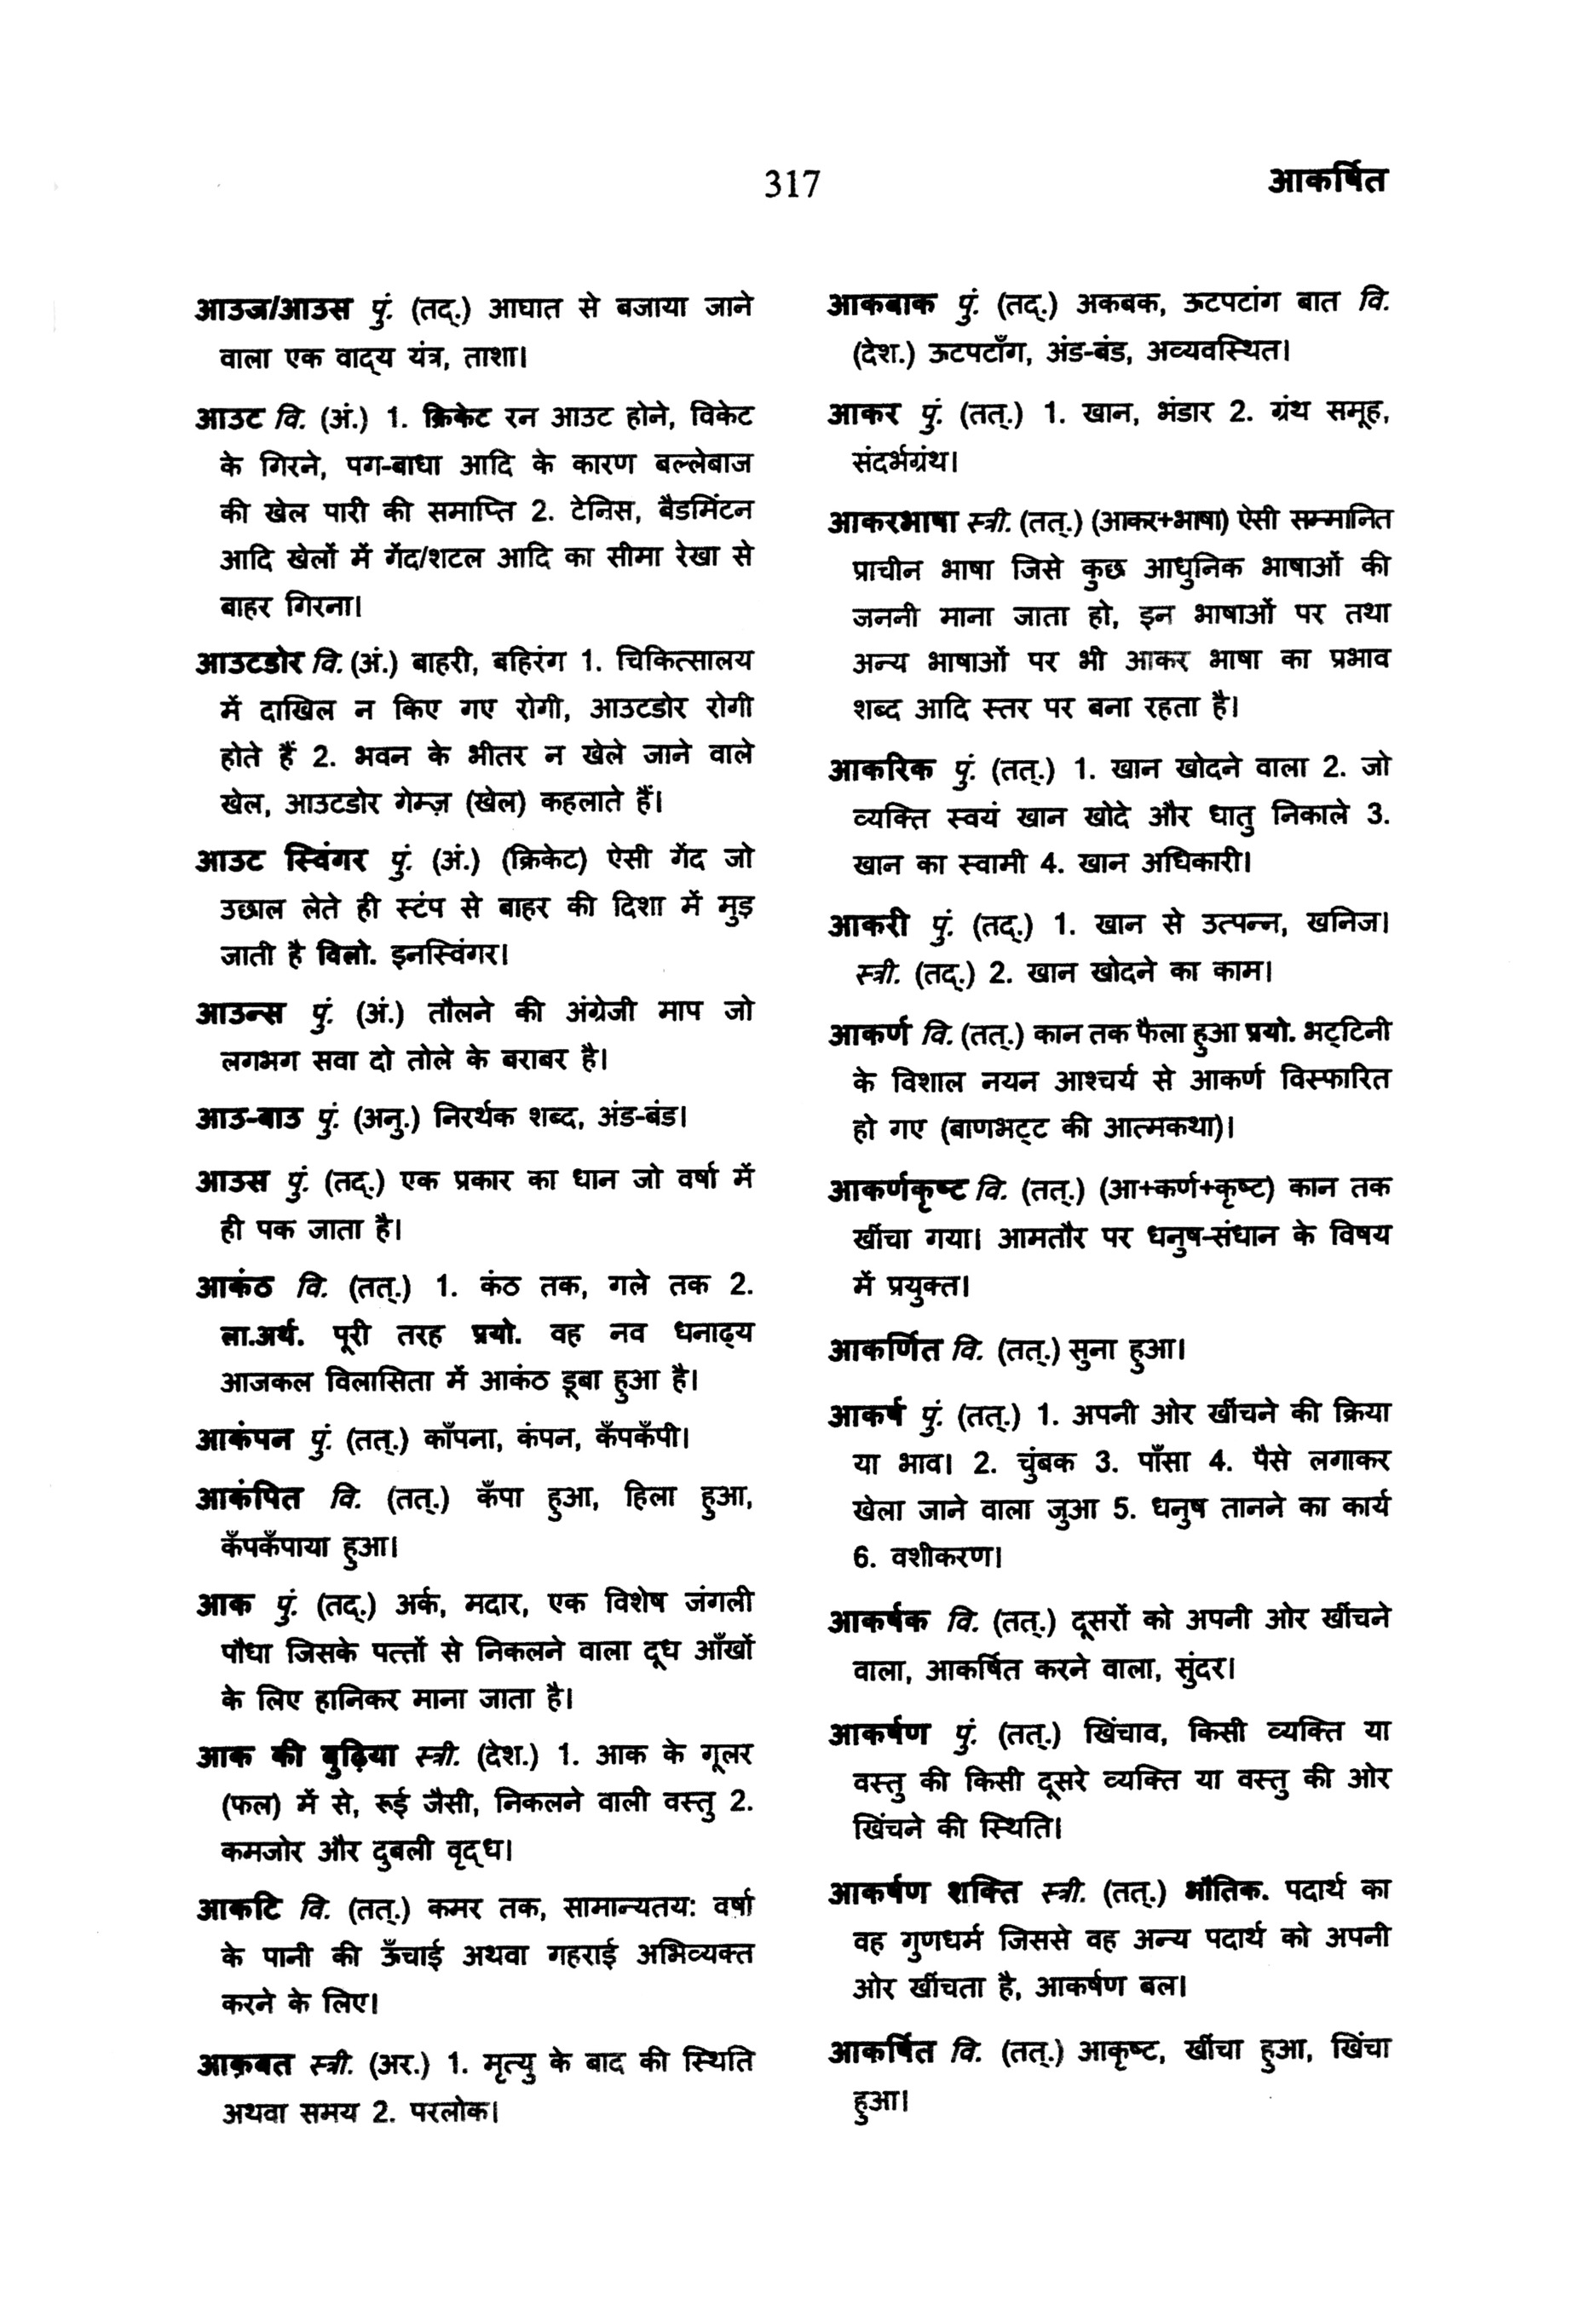 317
आकर्षित
आउज/आउस पुं. (तद्.) आघात से बजाया जाने
वाला एक वाद्‌य यंत्र, ताशा।
आउट वि. (अं.) 1. क्रिकेट रन आउट होने, विकेट
के गिरने, पग-बाधा आदि के कारण बल्लेबाज
की खेल पारी की समाप्ति 2. टेनिस, बैडमिंटन
आदि खेलों में गेंद/शटल आदि का सीमा रेखा से
बाहर गिरना।
आउटडोर वि. (अं.) बाहरी, बहिरंग 1. चिकित्सालय
में दाखिल न किए गए रोगी, आउटडोर रोगी
होते हैं 2. भवन के भीतर न खेले जाने वाले
खेल, आउटडोर गेम्ज़ (खेल) कहलाते हैं।
आउट स्विंगर पुं. (अं.) (क्रिकेट) ऐसी गेंद जो
उछाल लेते ही स्टंप से बाहर की दिशा में मुड़
जाती है विलो. इनस्विंगर।
आउन्स पुं. (अं.) तौलने की अंग्रेजी माप जो
लगभग सवा दो तोले के बराबर है।
आउ-बाउ पुं. (अनु.) निरर्थक शब्द, अंड-बंड।
आउस पुं. (तद्.) एक प्रकार का धान जो वर्षा में
ही पक जाता है।
आकंठ वि. (तत्.) 1. कंठ तक, गले तक 2.
ला.अर्थ. पूरी तरह प्रयो. वह नव धनाढ्‌य
आजकल विलासिता में आकंठ डूबा हुआ है।
आकंपन पुं. (तत्.) काँपना, कंपन, कँपकँपी।
आकंपित वि. (तत्.) कँपा हुआ, हिला हुआ,
कँपकँपाया हुआ।
आक पुं. (तद्.) अर्क, मदार, एक विशेष जंगली
पौधा जिसके पत्तों से निकलने वाला दूध आँखों
के लिए हानिकर माना जाता है।
आक की बुढ़िया स्त्री. (देश.) 1. आक के गूलर
(फल) में से, रूई जैसी, निकलने वाली वस्तु 2.
कमजोर और दुबली वृद्‌ध।
आकटि वि. (तत्.) कमर तक, सामान्यतय: वर्षा
के पानी की ऊँचाई अथवा गहराई अभिव्यक्त
करने के लिए।
आक़बत स्त्री. (अर.) 1. मृत्यु के बाद की स्थिति
अथवा समय 2. परलोक।
आकबाक पुं. (तद्.) अकबक, ऊटपटांग बात वि.
(देश.) ऊटपटाँग, अंड-बंड, अव्यवस्थित।
आकर पुं. (तत्.) 1. खान, भंडार 2. ग्रंथ समूह,
संदर्भग्रंथ।
आकरभाषा स्त्री. (तत्.) (आकर+भाषा) ऐसी सम्मानित
प्राचीन भाषा जिसे कुछ आधुनिक भाषाओं की
जननी माना जाता हो, इन भाषाओं पर तथा
अन्य भाषाओं पर भी आकर भाषा का प्रभाव
शब्द आदि स्तर पर बना रहता है।
आकरिक पुं. (तत्.) 1. खान खोदने वाला 2. जो
व्यक्ति स्वयं खान खोदे और धातु निकाले 3.
खान का स्वामी 4. खान अधिकारी।
आकरी पुं. (तद्.) 1. खान से उत्पन्न, खनिज।
स्त्री. (तद्.) 2. खान खोदने का काम।
आकर्ण वि. (तत्.) कान तक फैला हुआ प्रयो. भट्‌टिनी
के विशाल नयन आश्चर्य से आकर्ण विस्फारित
हो गए (बाणभट्‌ट की आत्मकथा)।
आकर्णकृष्ट वि. (तत्.) (आ+कर्ण+कृष्ट) कान तक
खींचा गया। आमतौर पर धनुष-संधान के विषय
में प्रयुक्त।
आकर्णित वि. (तत्.) सुना हुआ।
आकर्ष पुं. (तत्.) 1. अपनी ओर खींचने की क्रिया
या भाव। 2. चुंबक 3. पाँसा 4. पैसे लगाकर
खेला जाने वाला जुआ 5. धनुष तानने का कार्य
6. वशीकरण।
आकर्षक वि. (तत्.) दूसरों को अपनी ओर खींचने
वाला, आकर्षित करने वाला, सुंदर।
आकर्षण पुं. (तत्.) खिंचाव, किसी व्यक्ति या
वस्तु की किसी दूसरे व्यक्ति या वस्तु की ओर
खिंचने की स्थिति।
आकर्षण शक्ति स्त्री. (तत्.) भौतिक. पदार्थ का
वह गुणधर्म जिससे वह अन्य पदार्थ को अपनी
ओर खींचता है, आकर्षण बल।
आकर्षित वि. (तत्.) आकृष्ट, खींचा हुआ, खिंचा
हुआ।